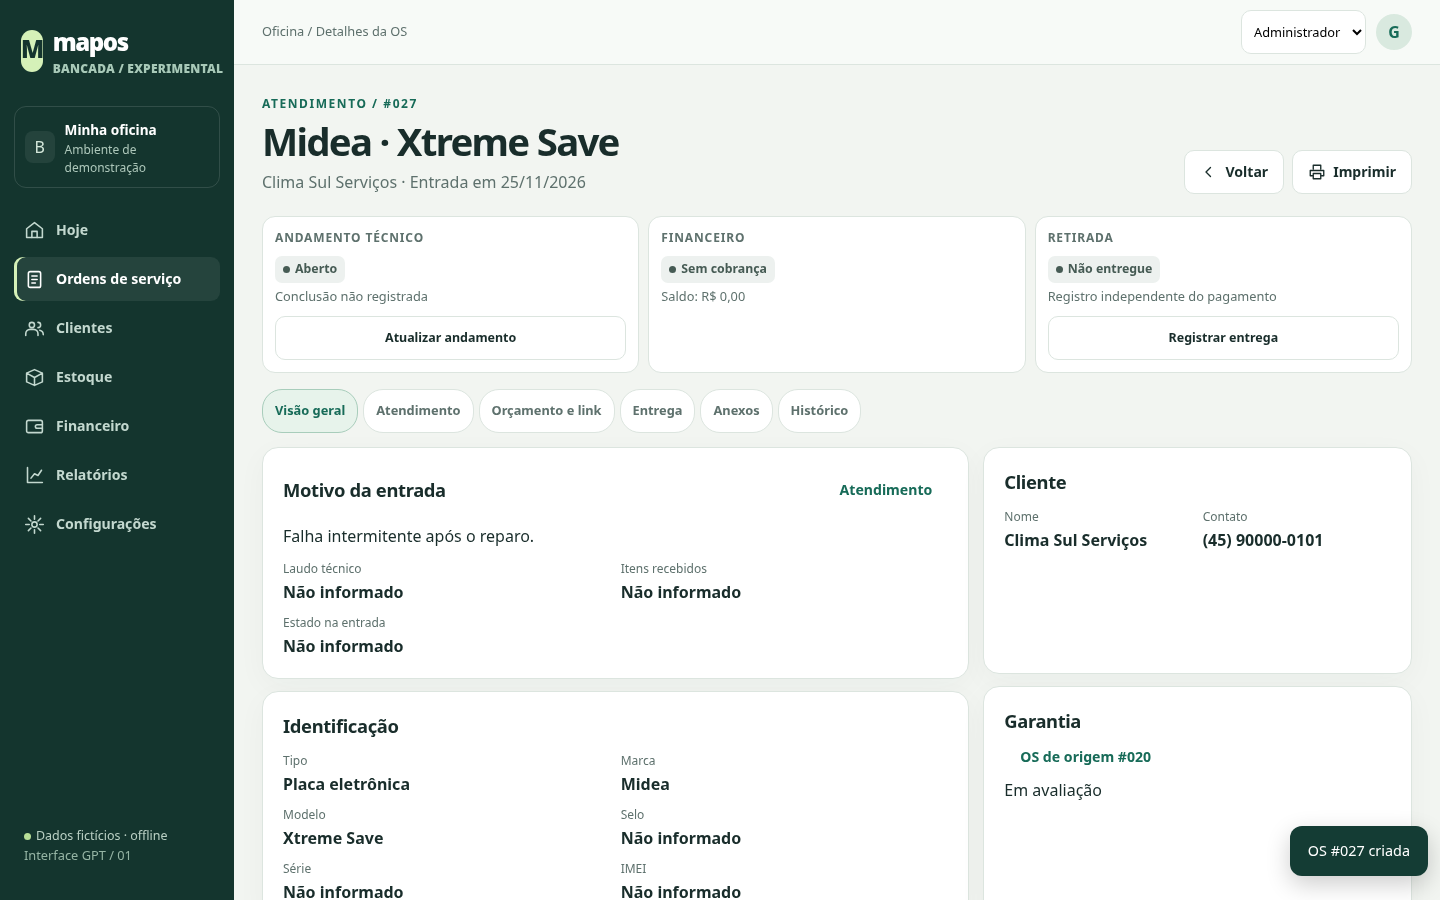 M
mapos
BANCADA / EXPERIMENTAL
B
Minha oficina
Ambiente de
demonstração
Hoje
Ordens de serviço
Clientes
Estoque
Financeiro
Relatórios
Configurações
Dados fictícios · offline
Interface GPT / 01
Oficina / Detalhes da OS
Administrador
G
ATENDIMENTO / #027
Midea · Xtreme Save
Clima Sul Serviços · Entrada em 25/11/2026
Voltar
Imprimir
ANDAMENTO TÉCNICO
Aberto
Conclusão não registrada
Atualizar andamento
FINANCEIRO
Sem cobrança
Saldo: R$ 0,00
RETIRADA
Não entregue
Registro independente do pagamento
Registrar entrega
Visão geral
Atendimento
Orçamento e link
Entrega
Anexos
Histórico
Motivo da entrada
Atendimento
Falha intermitente após o reparo.
Laudo técnico
Não informado
Itens recebidos
Não informado
Estado na entrada
Não informado
Cliente
Nome
Clima Sul Serviços
Contato
(45) 90000-0101
Identificação
Tipo
Placa eletrônica
Marca
Midea
Modelo
Xtreme Save
Selo
Não informado
Série
Não informado
IMEI
Não informado
Garantia
OS de origem #020
Em avaliação
OS #027 criada